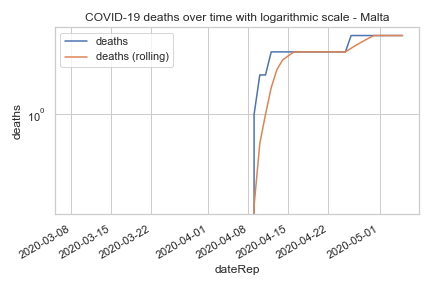 COVID-19 deaths over time with logarithmic scale - Malta
deaths
deaths (rolling)
deaths
10⁰
2020-03-08
2020-03-15
2020-03-22
2020-04-01
2020-04-08
2020-04-15
2020-04-22
2020-05-01
dateRep